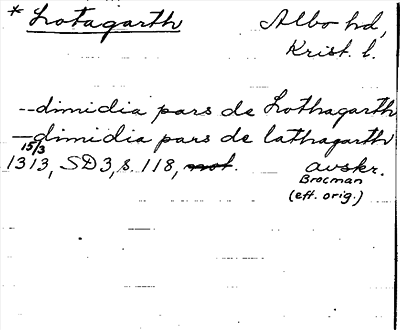 * Lotagarth Albo hd,
Krist. l.
--dimidia pars de Lothagarth
—dimidia pars de lathagarth
15/3
1313, SD3, s. 118, avskr.
Brocman
(eft. orig.)